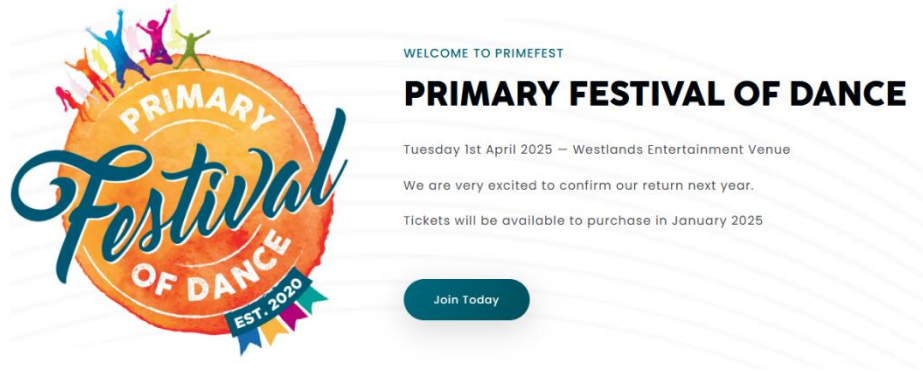 PRIMARY
Festival
OF DANCE
EST. 2020
WELCOME TO PRIMEFEST
PRIMARY FESTIVAL OF DANCE
Tuesday 1st April 2025 — Westlands Entertainment Venue
We are very excited to confirm our return next year.
Tickets will be available to purchase in January 2025
Join Today